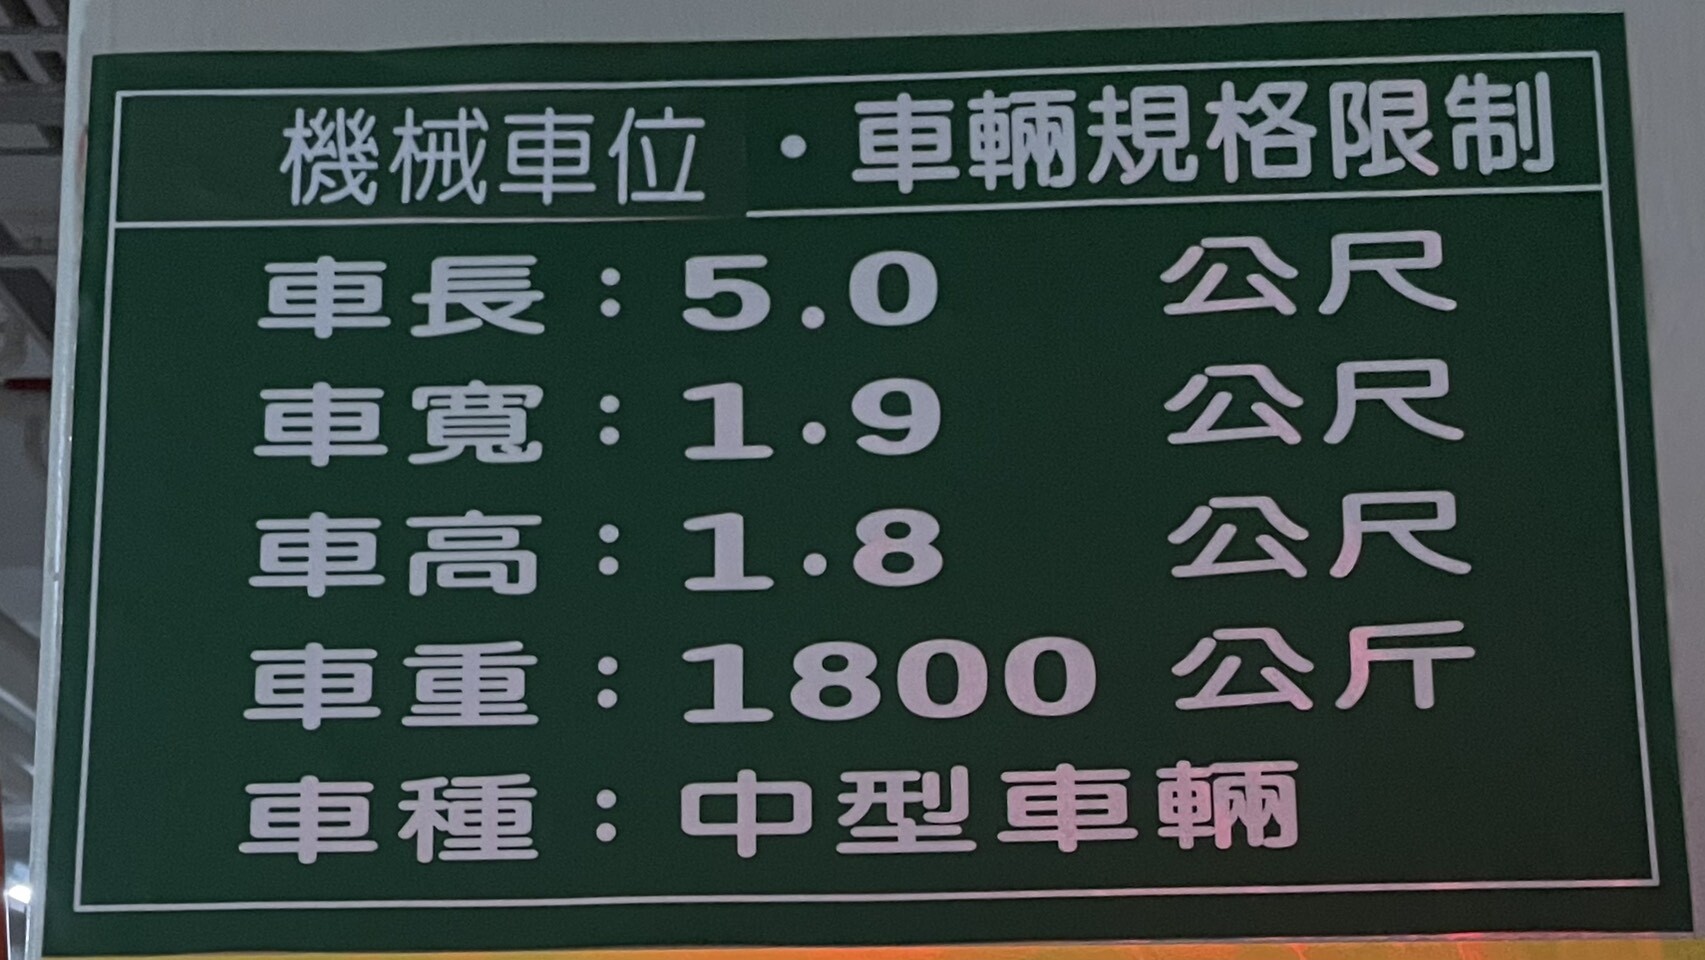 機械車位・車輛規格限制
車長：5.0 公尺
車寬：1.9 公尺
車高：1.8 公尺
車重：1800 公斤
車種：中型車輛